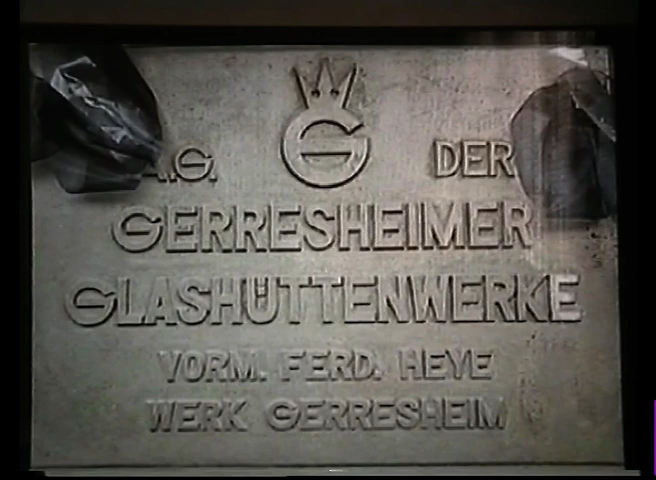 A.G. G DER
GERRESHEIMER
GLASHÜTTENWERKE
VORM. FERD. HEYE
WERK GERRESHEIM